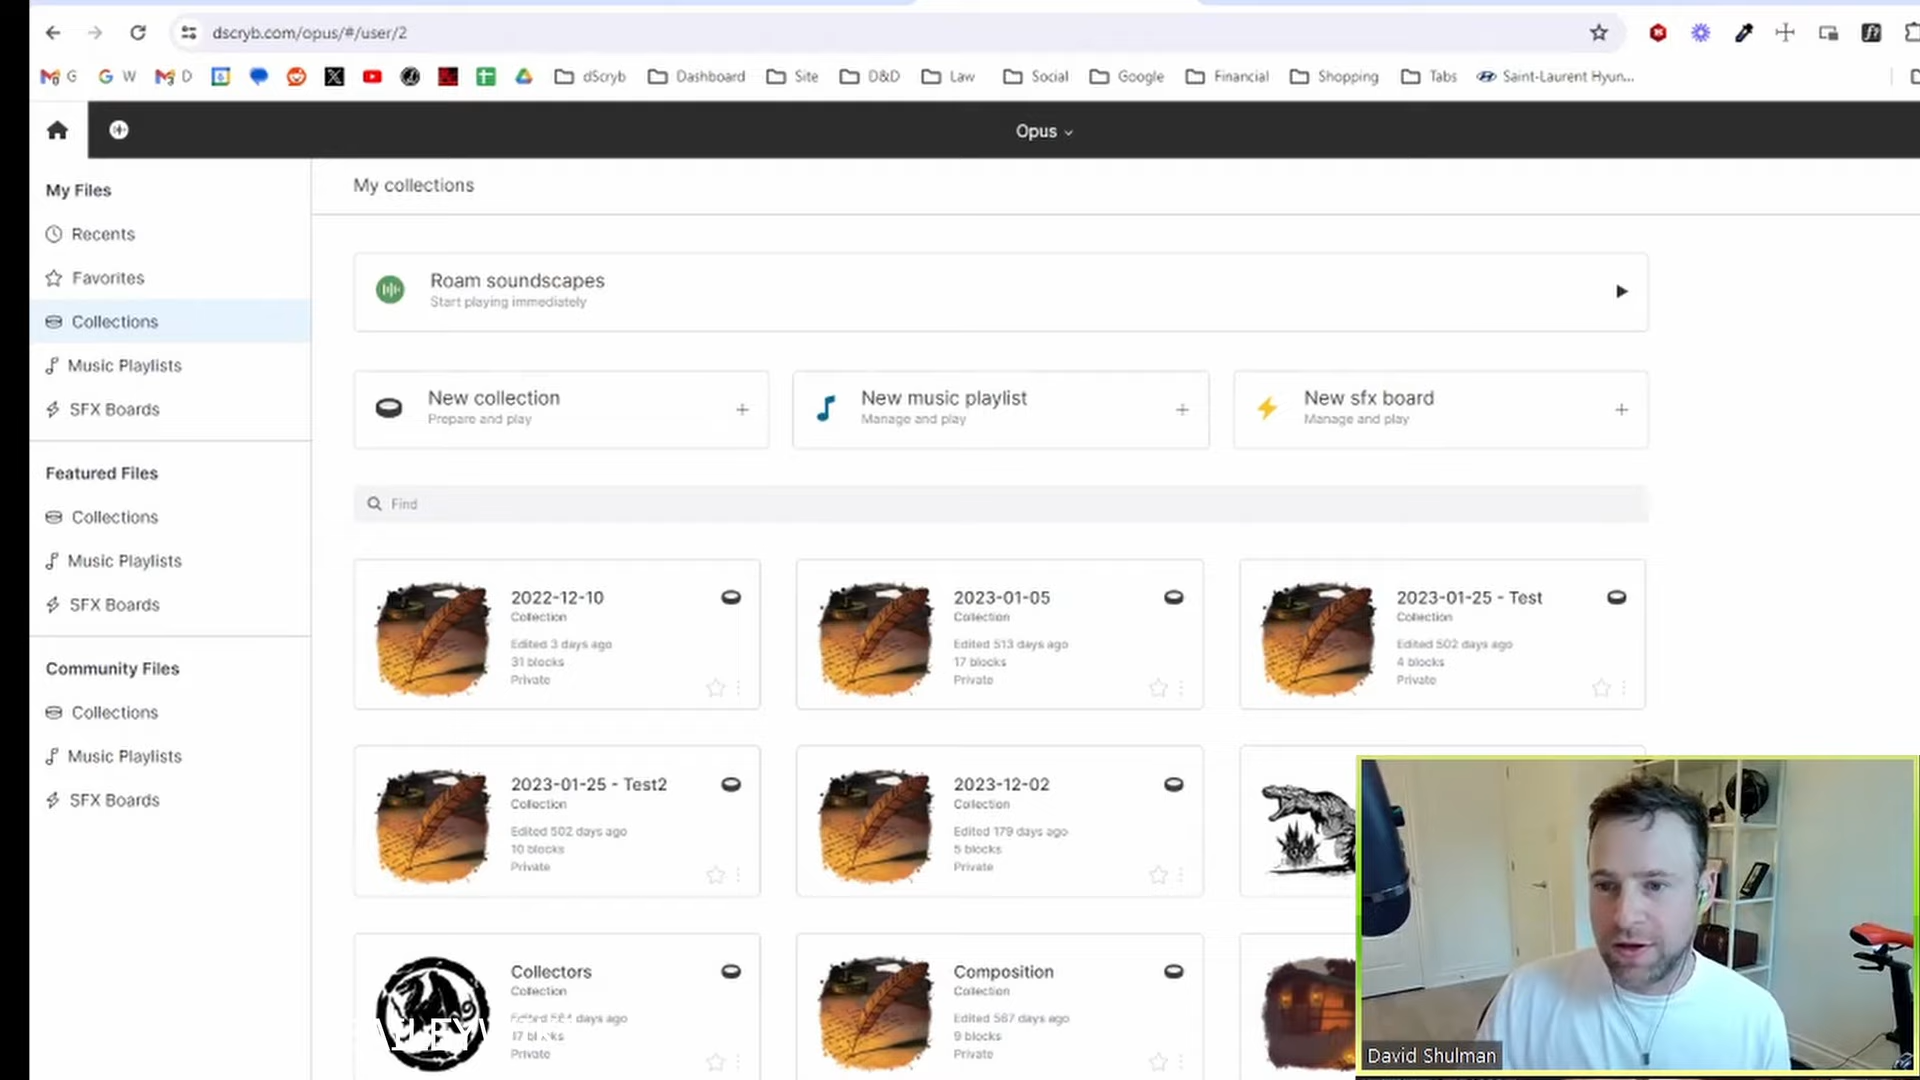 dscryb.com/opus/#/user/2
G
W
D
dScryb
Dashboard
Site
D&D
Law
Social
Google
Financial
Shopping
Tabs
Saint-Laurent Hyun...
Opus
My Files
Recents
Favorites
Collections
Music Playlists
SFX Boards
Featured Files
Collections
Music Playlists
SFX Boards
Community Files
Collections
Music Playlists
SFX Boards
My collections
Roam soundscapes
Start playing immediately
New collection
Prepare and play
New music playlist
Manage and play
New sfx board
Manage and play
Find
2022-12-10
Collection
Edited 3 days ago
31 blocks
Private
2023-01-05
Collection
Edited 513 days ago
17 blocks
Private
2023-01-25 - Test
Collection
Edited 502 days ago
4 blocks
Private
2023-01-25 - Test2
Collection
Edited 502 days ago
10 blocks
Private
2023-12-02
Collection
Edited 179 days ago
5 blocks
Private
Collectors
Collection
days ago
Private
Composition
Collection
Edited 567 days ago
9 blocks
Private
David Shulman